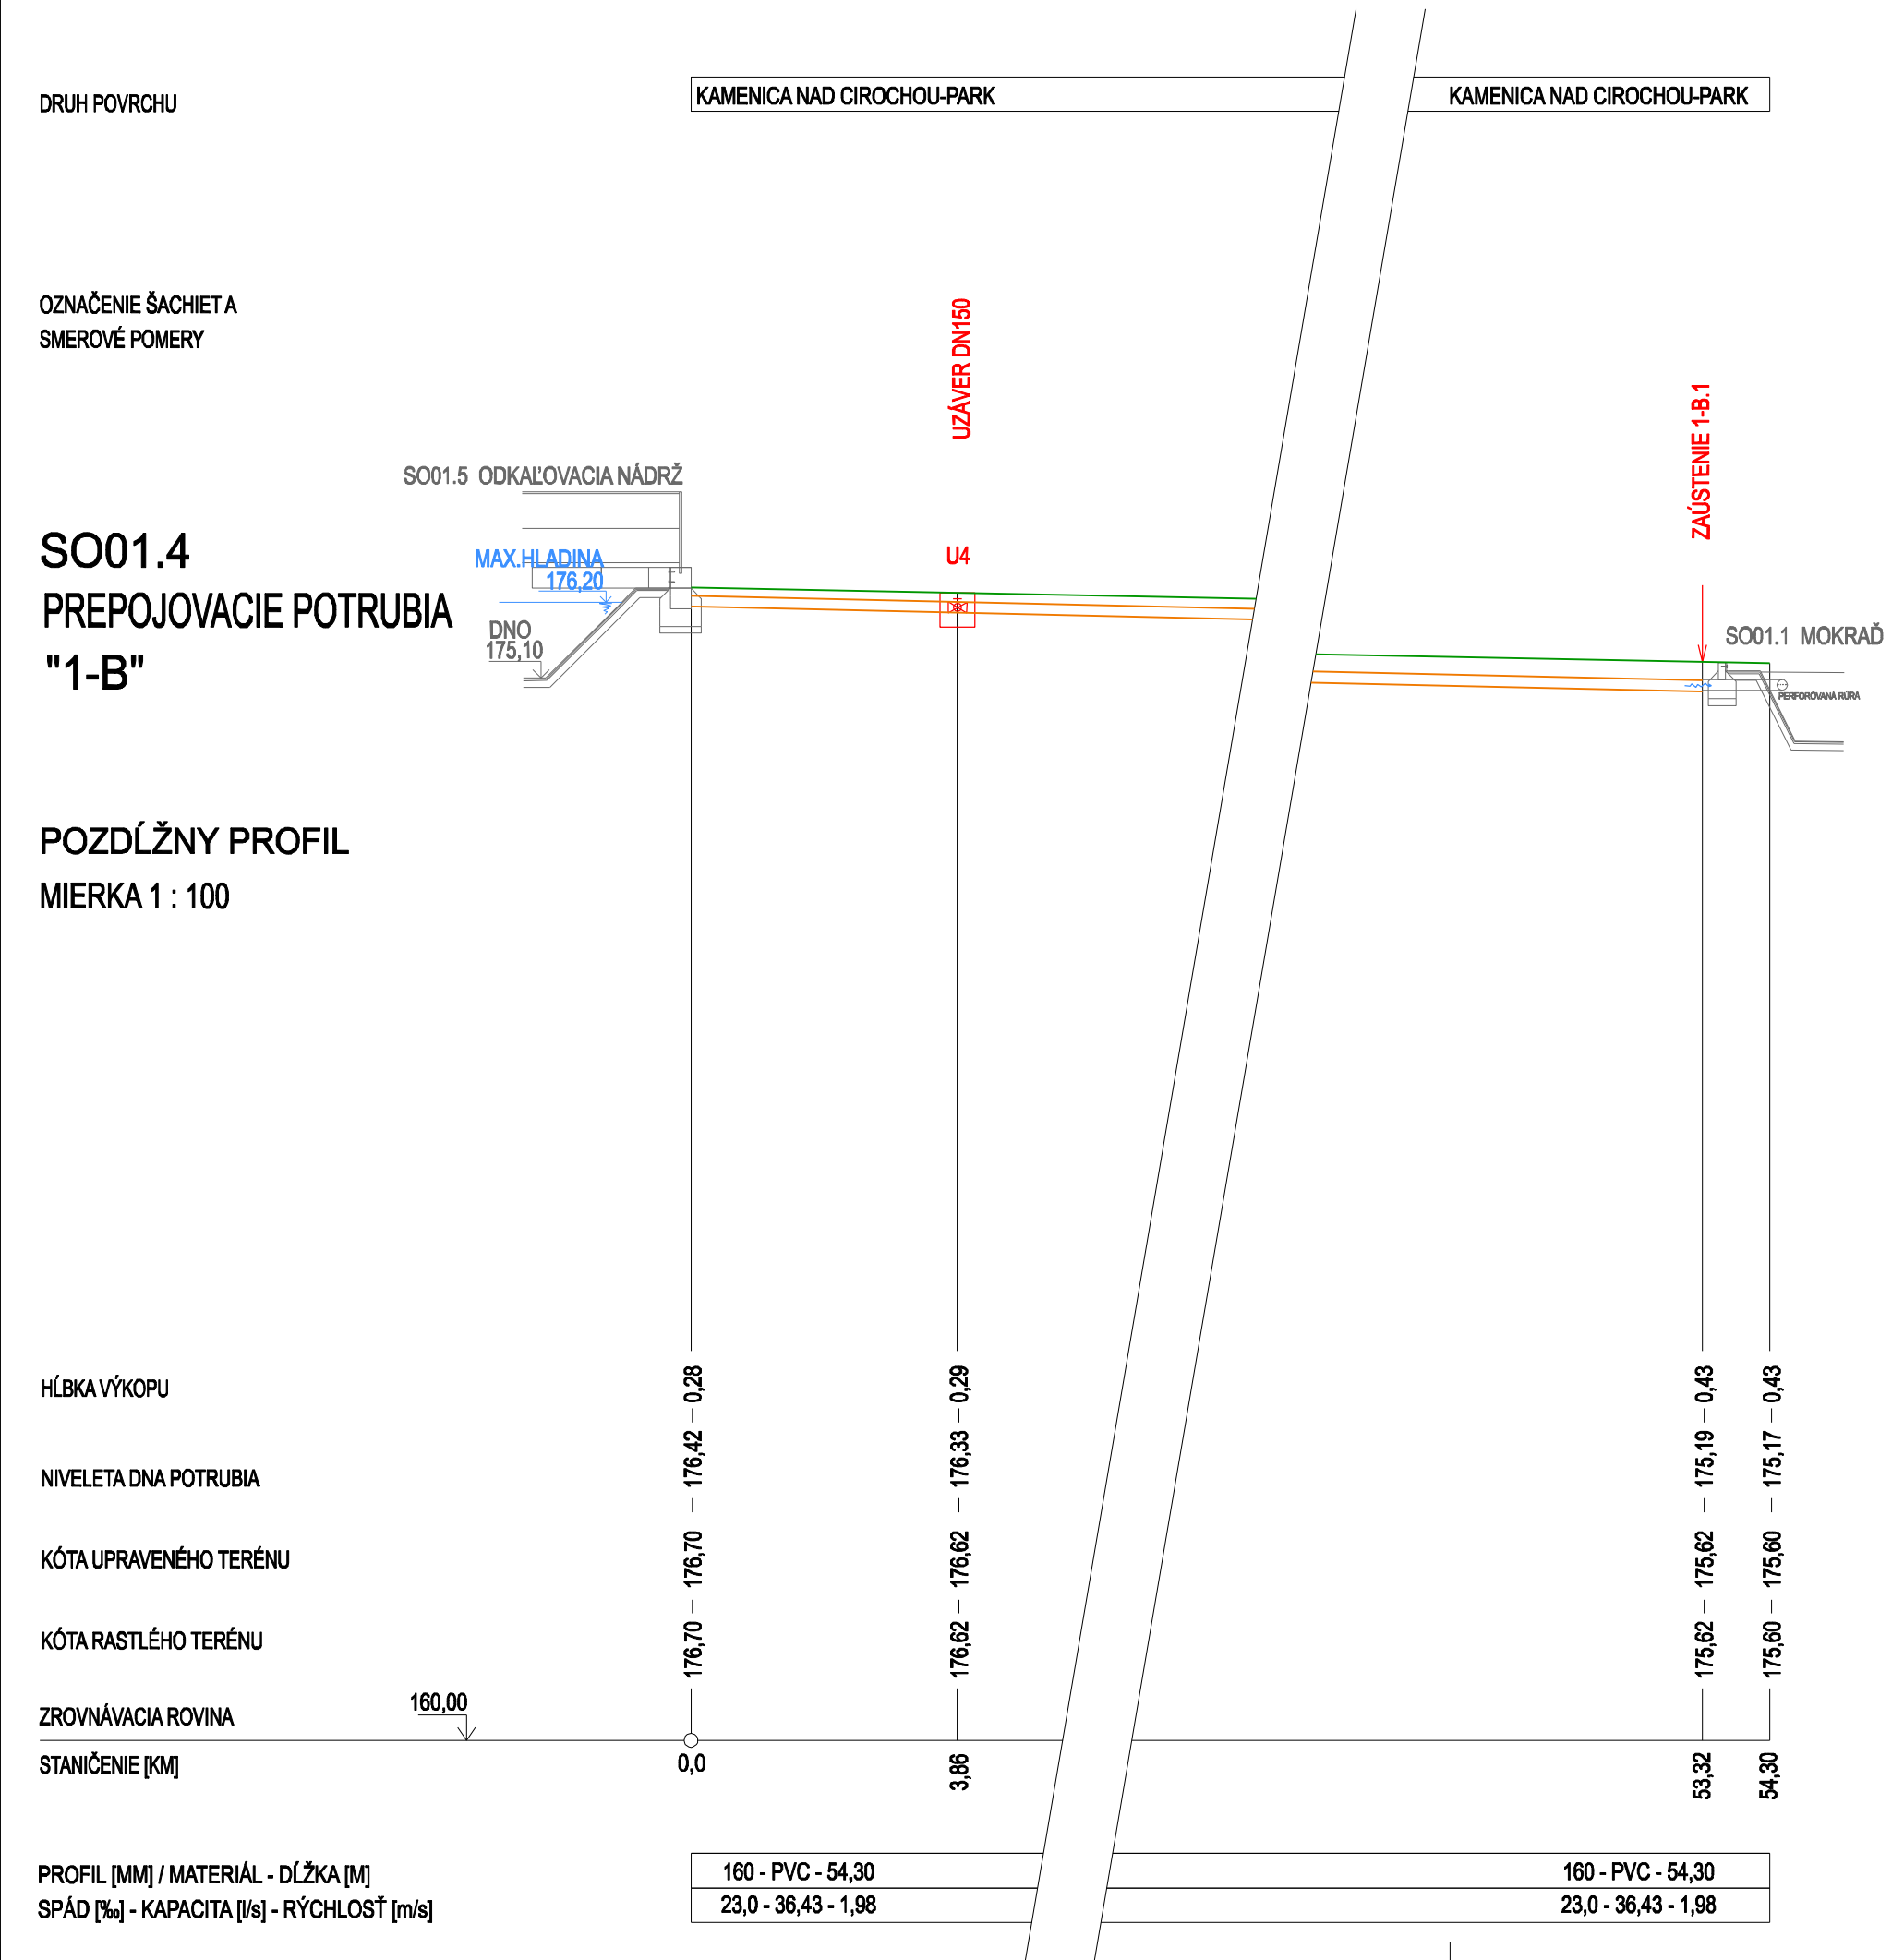 DRUH POVRCHU
KAMENICA NAD CIROCHOU-PARK
KAMENICA NAD CIROCHOU-PARK
OZNAČENIE ŠACHIET A
SMEROVÉ POMERY
UZÁVER DN150
ZAÚSTENIE 1-B.1
SO01.5 ODKAĽOVACIA NÁDRŽ
SO01.4
PREPOJOVACIE POTRUBIA
"1-B"
MAX.HLADINA
176,20
U4
DNO
175,10
SO01.1 MOKRAĎ
PERFOROVANÁ RÚRA
POZDĹŽNY PROFIL
MIERKA 1 : 100
HĹBKA VÝKOPU
0,28
0,29
0,43
0,43
NIVELETA DNA POTRUBIA
176,42
176,33
175,19
175,17
KÓTA UPRAVENÉHO TERÉNU
176,70
176,62
175,62
175,60
KÓTA RASTLÉHO TERÉNU
176,70
176,62
175,62
175,60
ZROVNÁVACIA ROVINA
160,00
STANIČENIE [KM]
0,0
3,86
53,32
54,30
PROFIL [MM] / MATERIÁL - DĹŽKA [M]
160 - PVC - 54,30
160 - PVC - 54,30
SPÁD [‰] - KAPACITA [l/s] - RÝCHLOSŤ [m/s]
23,0 - 36,43 - 1,98
23,0 - 36,43 - 1,98